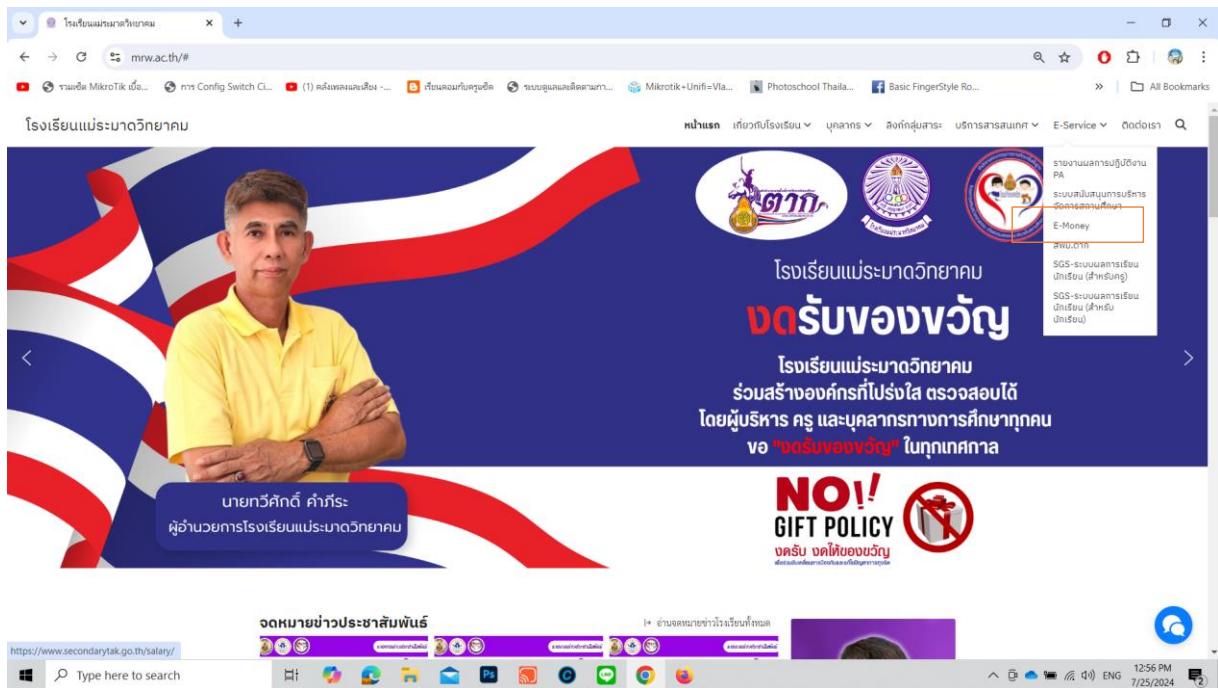 โรงเรียนแม่ระมาดวิทยาคม
mrw.ac.th/#
รวมเซ็ต MikroTik เบื้อ... การ Config Switch Ci... (1) คลังเพลงและเสียง -... เรียนคอมกับครูเซ็ด ระบบดูแลและติดตามกา... Mikrotik+Unifi=Vla... Photoschool Thaila... Basic FingerStyle Ro... » All Bookmarks
โรงเรียนแม่ระมาดวิทยาคม
หน้าแรก เกี่ยวกับโรงเรียน บุคลากร ลิงก์กลุ่มสาระ บริการสารสนเทศ E-Service ติดต่อเรา
รายงานผลการปฏิบัติงาน
PA
ระบบสนับสนุนการบริหาร
จัดการสถานศึกษา
E-Money
สพม.ตาก
SGS-ระบบผลการเรียน
นักเรียน (สำหรับครู)
SGS-ระบบผลการเรียน
นักเรียน (สำหรับ
นักเรียน)
ตาก
โรงเรียนแม่ระมาดวิทยาคม
งดรับของขวัญ
โรงเรียนแม่ระมาดวิทยาคม
ร่วมสร้างองค์กรที่โปร่งใส ตรวจสอบได้
โดยผู้บริหาร ครู และบุคลากรทางการศึกษาทุกคน
ขอ "งดรับของขวัญ" ในทุกเทศกาล
NO!!
GIFT POLICY
งดรับ งดให้ของขวัญ
นายทวีศักดิ์ คำภีระ
ผู้อำนวยการโรงเรียนแม่ระมาดวิทยาคม
จดหมายข่าวประชาสัมพันธ์
อ่านจดหมายข่าวโรงเรียนทั้งหมด
https://www.secondarytak.go.th/salary/
Type here to search
Ps
ENG
12:56 PM
7/25/2024
2